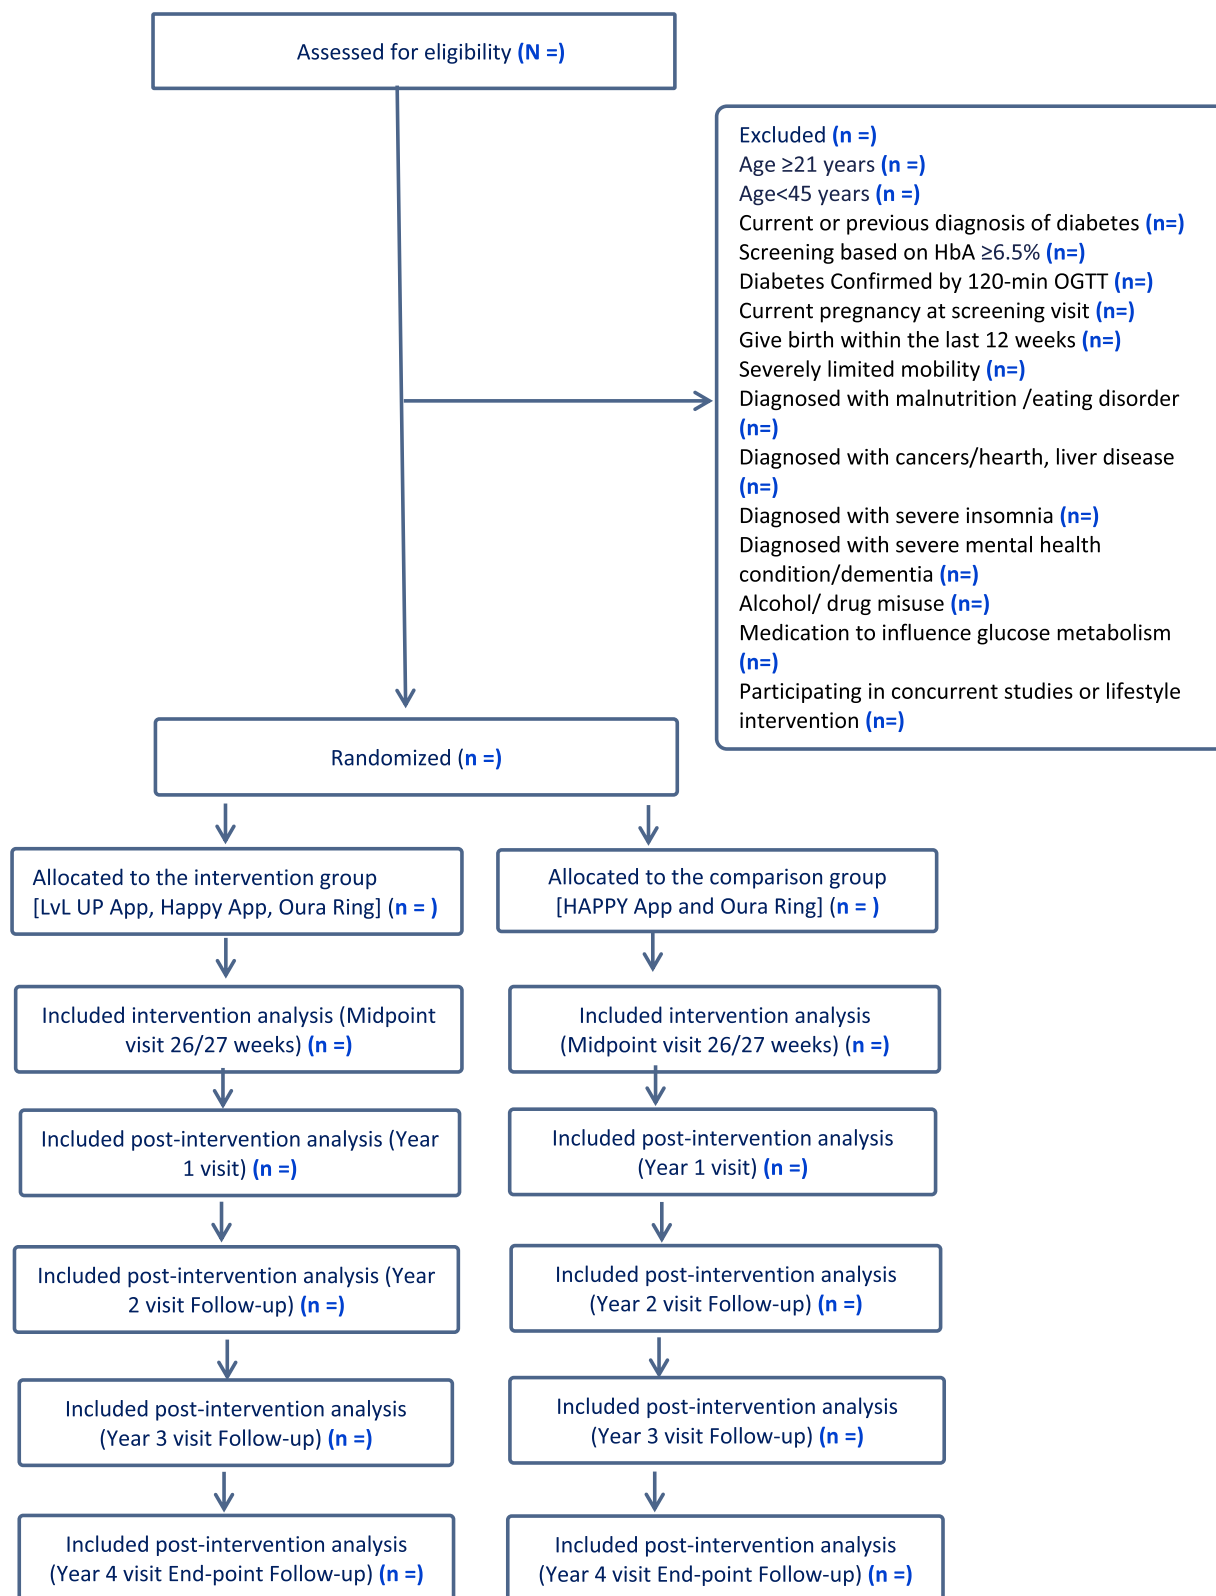 Assessed for eligibility (N =)
Excluded (n =)
Age ≥21 years (n =)
Age<45 years (n =)
Current or previous diagnosis of diabetes (n=)
Screening based on HbA ≥6.5% (n=)
Diabetes Confirmed by 120-min OGTT (n=)
Current pregnancy at screening visit (n=)
Give birth within the last 12 weeks (n=)
Severely limited mobility (n=)
Diagnosed with malnutrition /eating disorder
(n=)
Diagnosed with cancers/hearth, liver disease
(n=)
Diagnosed with severe insomnia (n=)
Diagnosed with severe mental health
condition/dementia (n=)
Alcohol/ drug misuse (n=)
Medication to influence glucose metabolism
(n=)
Participating in concurrent studies or lifestyle
intervention (n=)
Randomized (n =)
Allocated to the intervention group
[LvL UP App, Happy App, Oura Ring] (n = )
Allocated to the comparison group
[HAPPY App and Oura Ring] (n = )
Included intervention analysis (Midpoint
visit 26/27 weeks) (n =)
Included intervention analysis
(Midpoint visit 26/27 weeks) (n =)
Included post-intervention analysis (Year
1 visit) (n =)
Included post-intervention analysis
(Year 1 visit) (n =)
Included post-intervention analysis (Year
2 visit Follow-up) (n =)
Included post-intervention analysis
(Year 2 visit Follow-up) (n =)
Included post-intervention analysis
(Year 3 visit Follow-up) (n =)
Included post-intervention analysis
(Year 3 visit Follow-up) (n =)
Included post-intervention analysis
(Year 4 visit End-point Follow-up) (n =)
Included post-intervention analysis
(Year 4 visit End-point Follow-up) (n =)